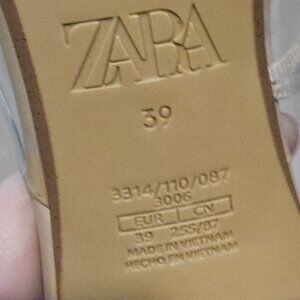 ZARA
39
3314/110/087
3006
EUR CN
39 255/87
MADE IN VIETNAM
HECHO EN VIETNAM